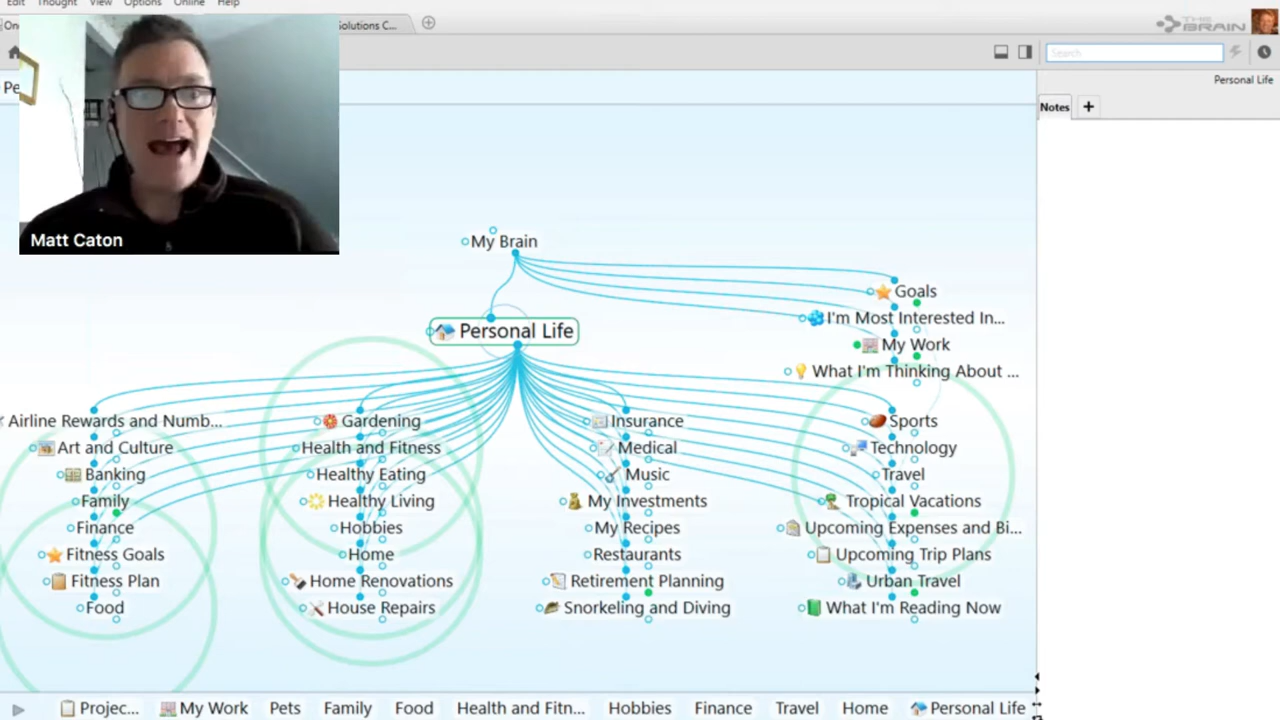 Edit Thought View Options Online Help
On
Solutions C...
THE BRAIN
Search
Pe
Personal Life
Notes
Matt Caton
My Brain
Goals
I'm Most Interested In...
My Work
What I'm Thinking About ...
Personal Life
Airline Rewards and Numb...
Art and Culture
Banking
Family
Finance
Fitness Goals
Fitness Plan
Food
Gardening
Health and Fitness
Healthy Eating
Healthy Living
Hobbies
Home
Home Renovations
House Repairs
Insurance
Medical
Music
My Investments
My Recipes
Restaurants
Retirement Planning
Snorkeling and Diving
Sports
Technology
Travel
Tropical Vacations
Upcoming Expenses and Bi...
Upcoming Trip Plans
Urban Travel
What I'm Reading Now
Projec... My Work Pets Family Food Health and Fitn... Hobbies Finance Travel Home Personal Life